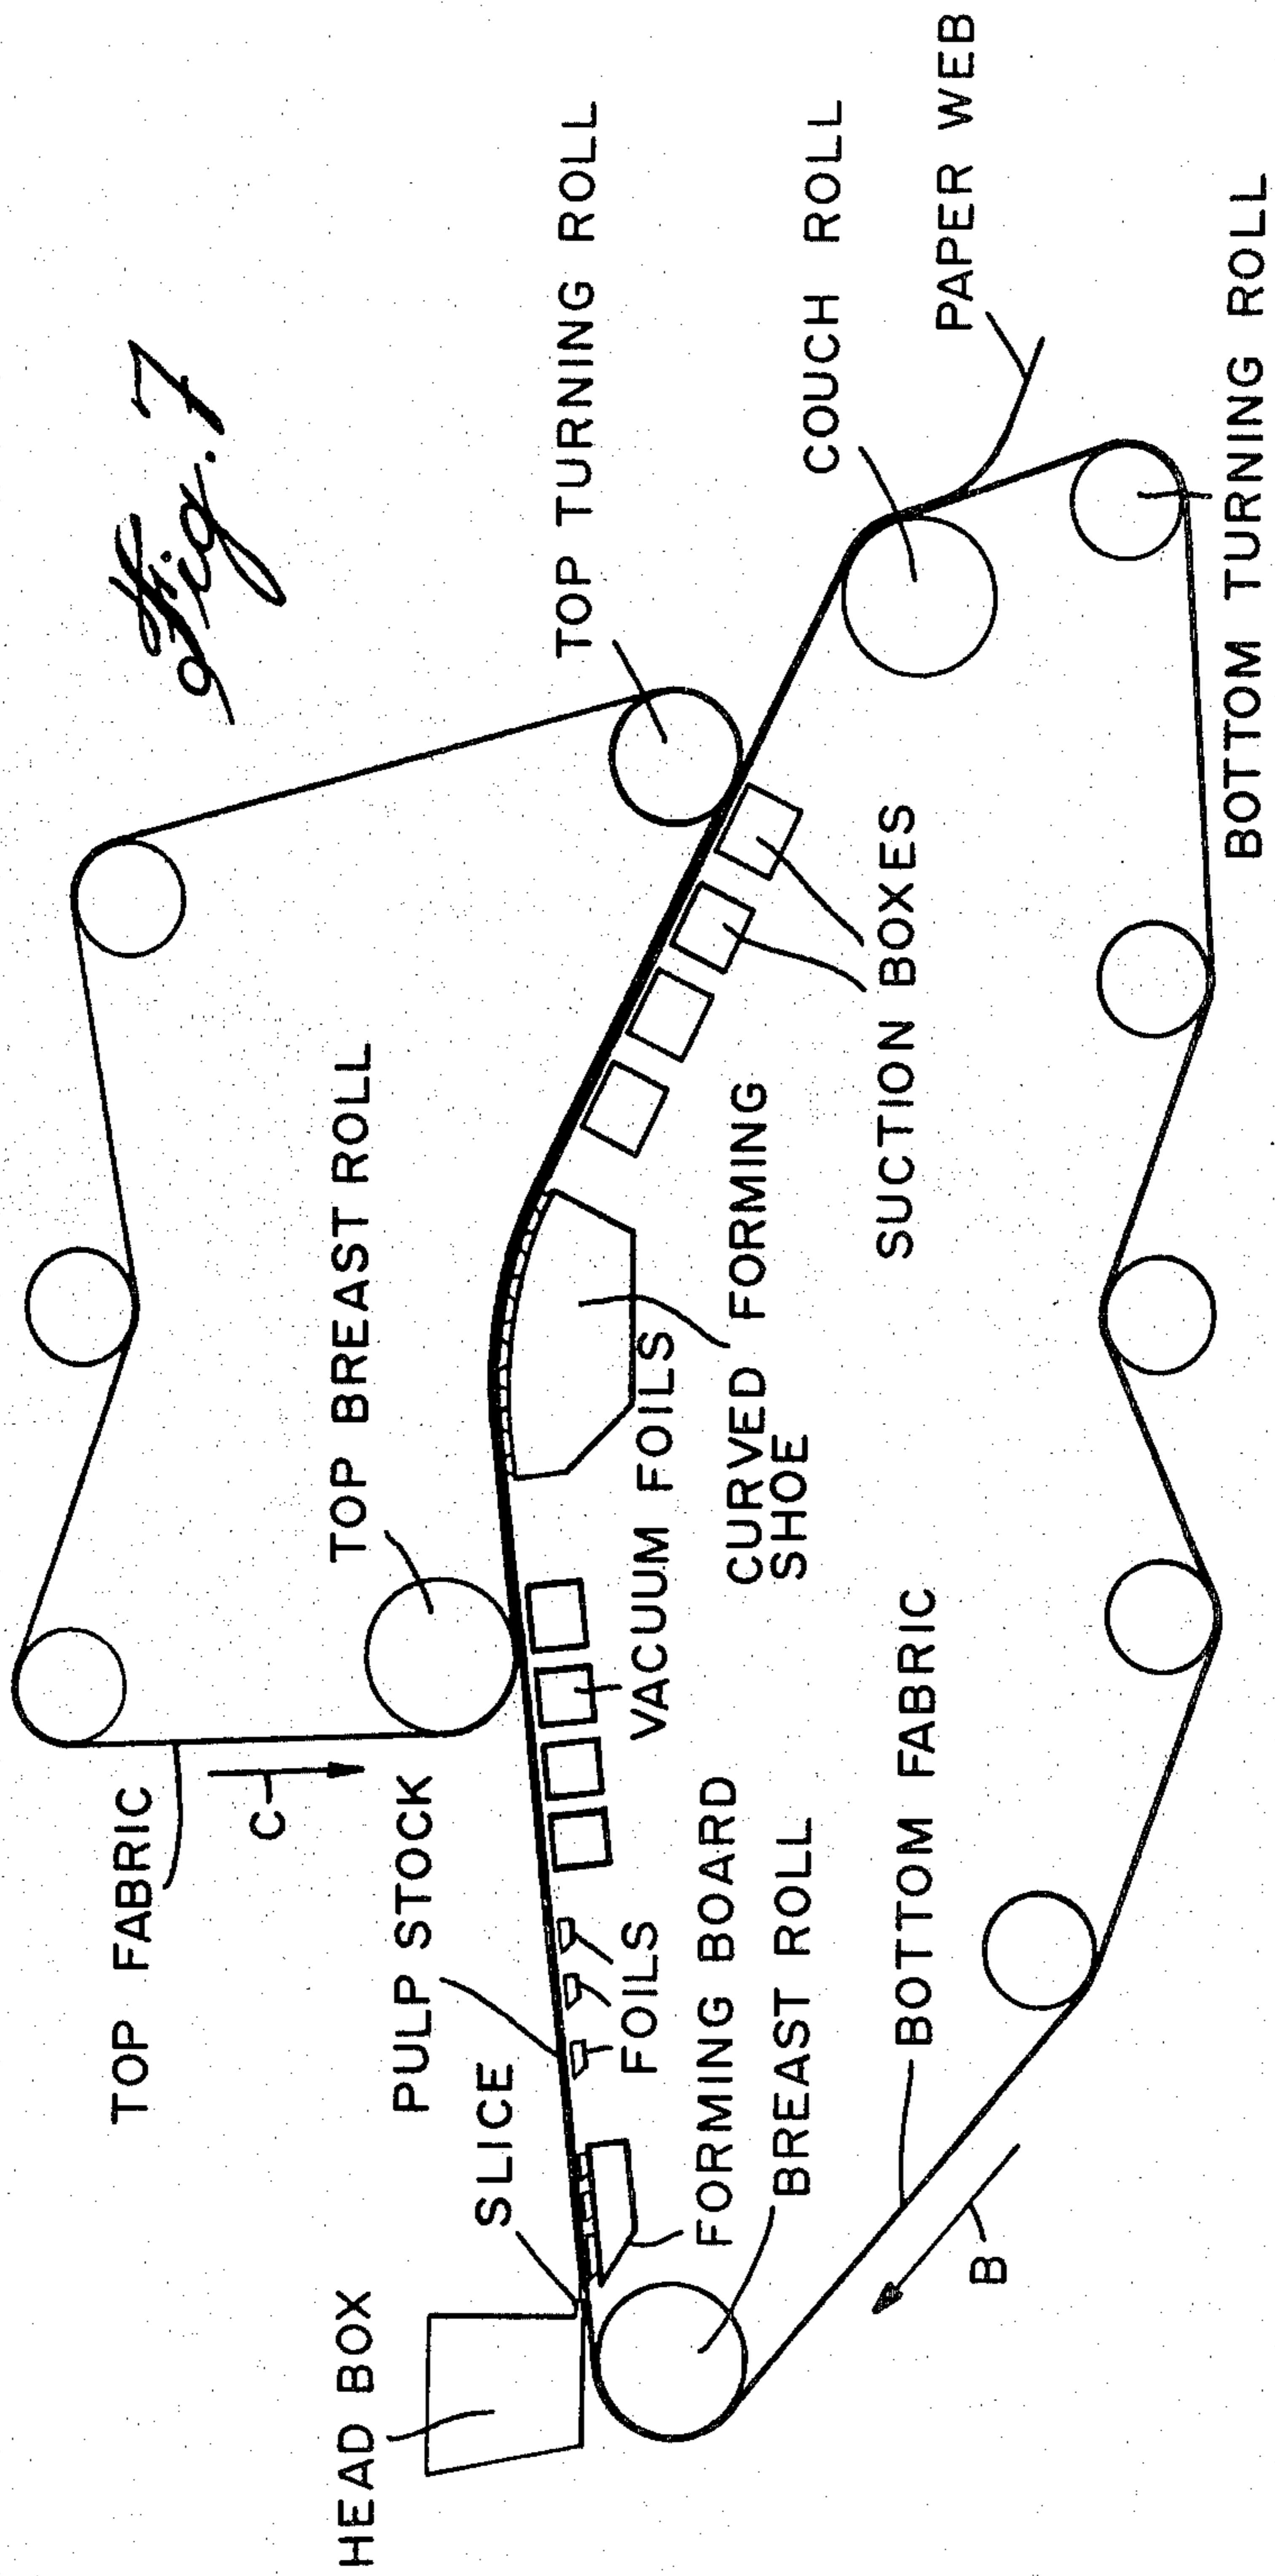 Fig. 7
TOP FABRIC
C
TOP BREAST ROLL
TOP TURNING ROLL
HEAD BOX
SLICE
PULP STOCK
FOILS
VACUUM FOILS
FORMING BOARD
BREAST ROLL
CURVED FORMING
SHOE
SUCTION BOXES
COUCH ROLL
PAPER WEB
BOTTOM FABRIC
B
BOTTOM TURNING ROLL